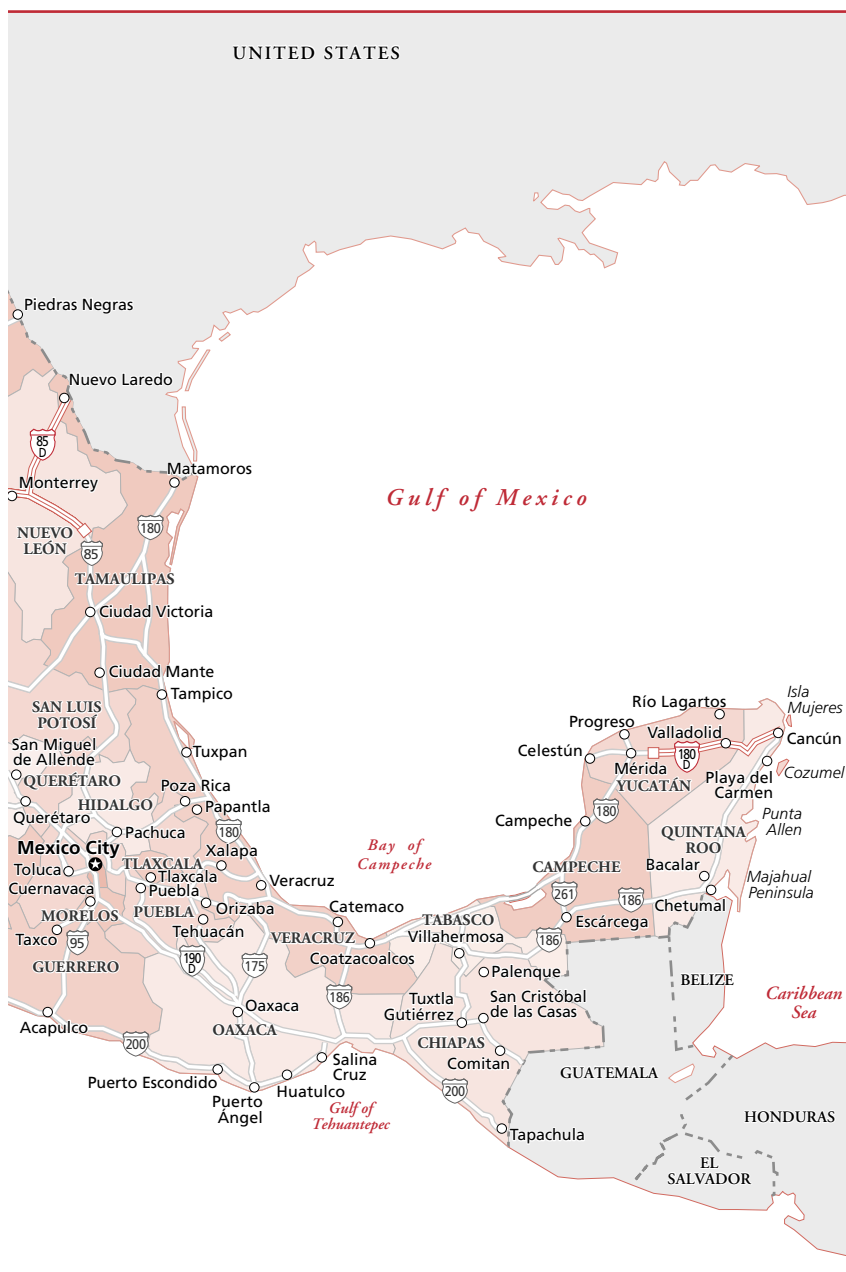 UNITED STATES
Piedras Negras
Nuevo Laredo
85
D
Matamoros
Monterrey
Gulf of Mexico
180
NUEVO
LEÓN
85
TAMAULIPAS
Ciudad Victoria
Ciudad Mante
Tampico
Isla
Mujeres
Río Lagartos
SAN LUIS
POTOSÍ
Progreso
Valladolid
Cancún
San Miguel
de Allende
Tuxpan
Celestún
180
D
Mérida
Cozumel
QUERÉTARO
YUCATÁN
Playa del
Carmen
Poza Rica
HIDALGO
Papantla
180
Punta
Allen
Querétaro
Campeche
Pachuca
180
QUINTANA
ROO
Mexico City
Xalapa
Bay of
Campeche
TLAXCALA
CAMPECHE
Bacalar
Toluca
Tlaxcala
Veracruz
Majahual
Peninsula
Cuernavaca
Puebla
261
186
Chetumal
MORELOS
PUEBLA
Orizaba
Catemaco
TABASCO
Escárcega
Tehuacán
Taxco
95
VERACRUZ
Villahermosa
186
Coatzacoalcos
190
D
175
GUERRERO
Palenque
BELIZE
186
Caribbean
Sea
Oaxaca
Tuxtla
Gutiérrez
San Cristóbal
de las Casas
Acapulco
OAXACA
200
CHIAPAS
Comitan
Salina
Cruz
GUATEMALA
Puerto Escondido
Huatulco
200
Puerto
Ángel
Gulf of
Tehuantepec
HONDURAS
Tapachula
EL
SALVADOR